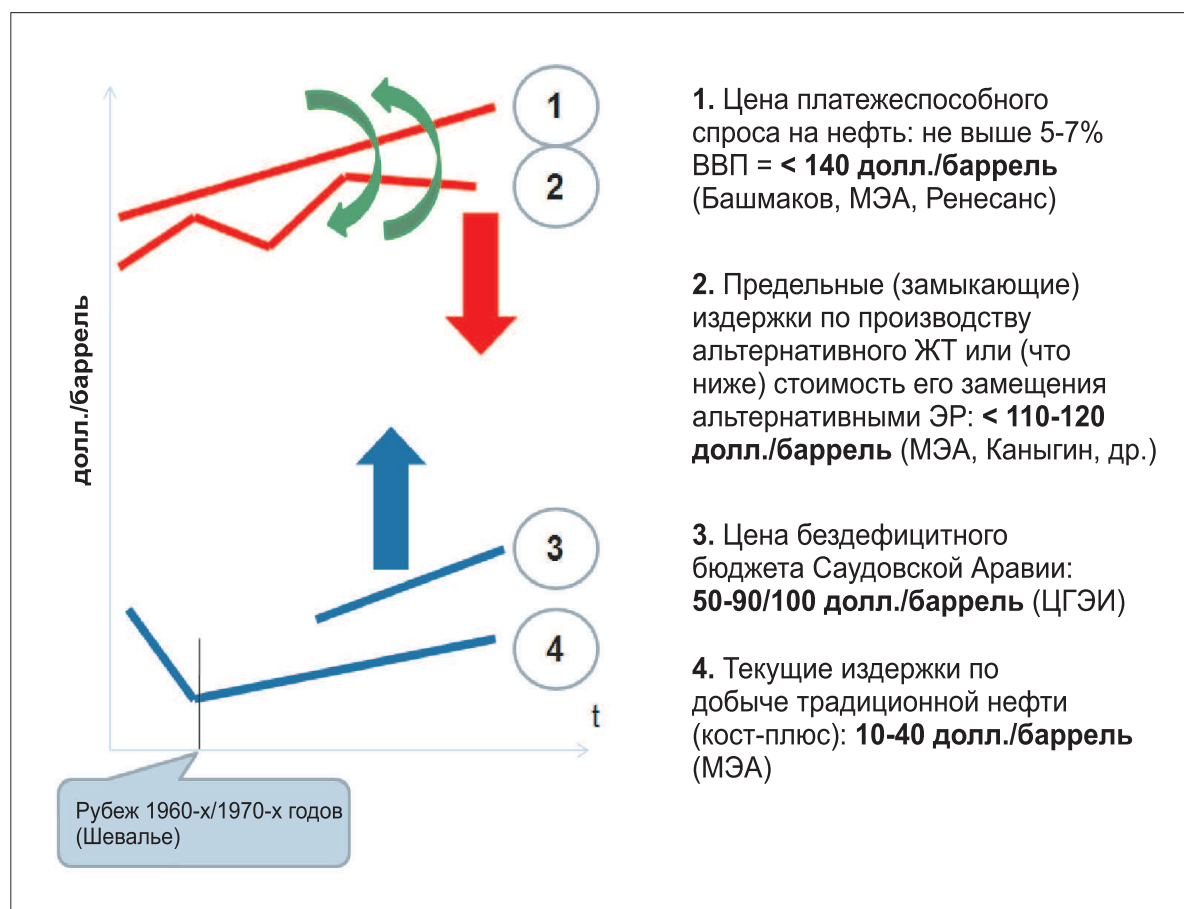 долл./баррель
1
2
3
4
t
Рубеж 1960-х/1970-х годов
(Шевалье)
1. Цена платежеспособного
спроса на нефть: не выше 5-7%
ВВП = < 140 долл./баррель
(Башмаков, МЭА, Ренесанс)
2. Предельные (замыкающие)
издержки по производству
альтернативного ЖТ или (что
ниже) стоимость его замещения
альтернативными ЭР: < 110-120
долл./баррель (МЭА, Каныгин, др.)
3. Цена бездефицитного
бюджета Саудовской Аравии:
50-90/100 долл./баррель (ЦГЭИ)
4. Текущие издержки по
добыче традиционной нефти
(кост-плюс): 10-40 долл./баррель
(МЭА)